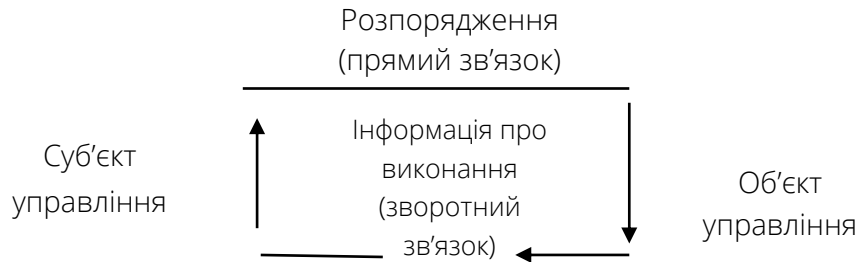 Розпорядження
(прямий зв’язок)
Суб’єкт
управління
Інформація про
виконання
(зворотний
зв’язок)
Об’єкт
управління